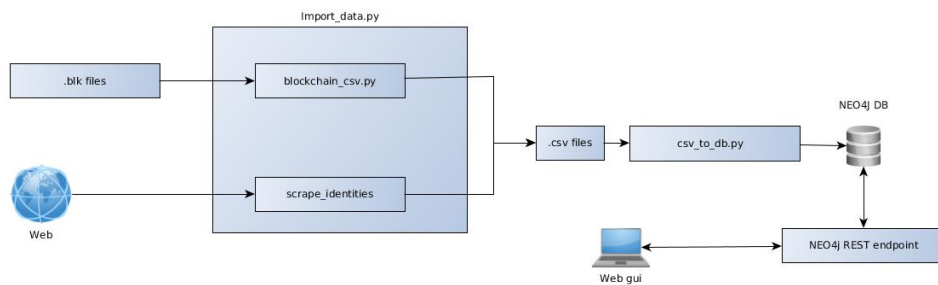 Import_data.py
.blk files
blockchain_csv.py
NEO4J DB
.csv files
csv_to_db.py
scrape_identities
Web
NEO4j REST endpoint
Web gui